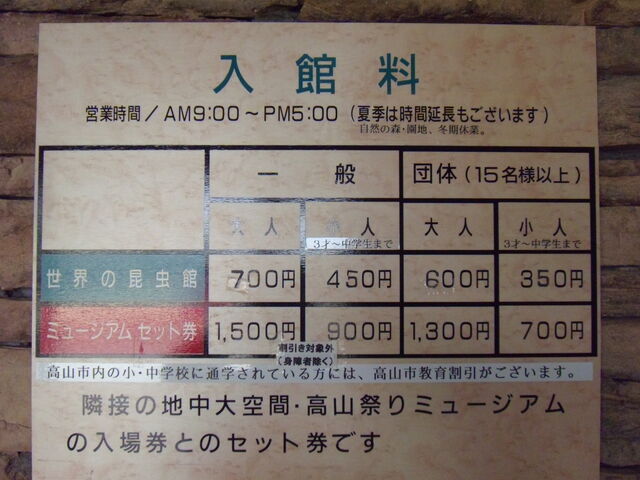 入館料
営業時間/AM9:00〜PM5:00(夏季は時間延長もございます)
自然の森・園地、冬期休業。
一般 団体(15名様以上)
大人 小人 大人 小人
3才〜中学生まで 3才〜中学生まで
世界の昆虫館 700円 450円 600円 350円
ミュージアムセット券 1,500円 900円 1,300円 700円
割引き対象外
(身障者除く)
高山市内の小・中学校に通学されている方には、高山市教育割引がございます。
隣接の地中大空間・高山祭りミュージアム
の入場券とのセット券です